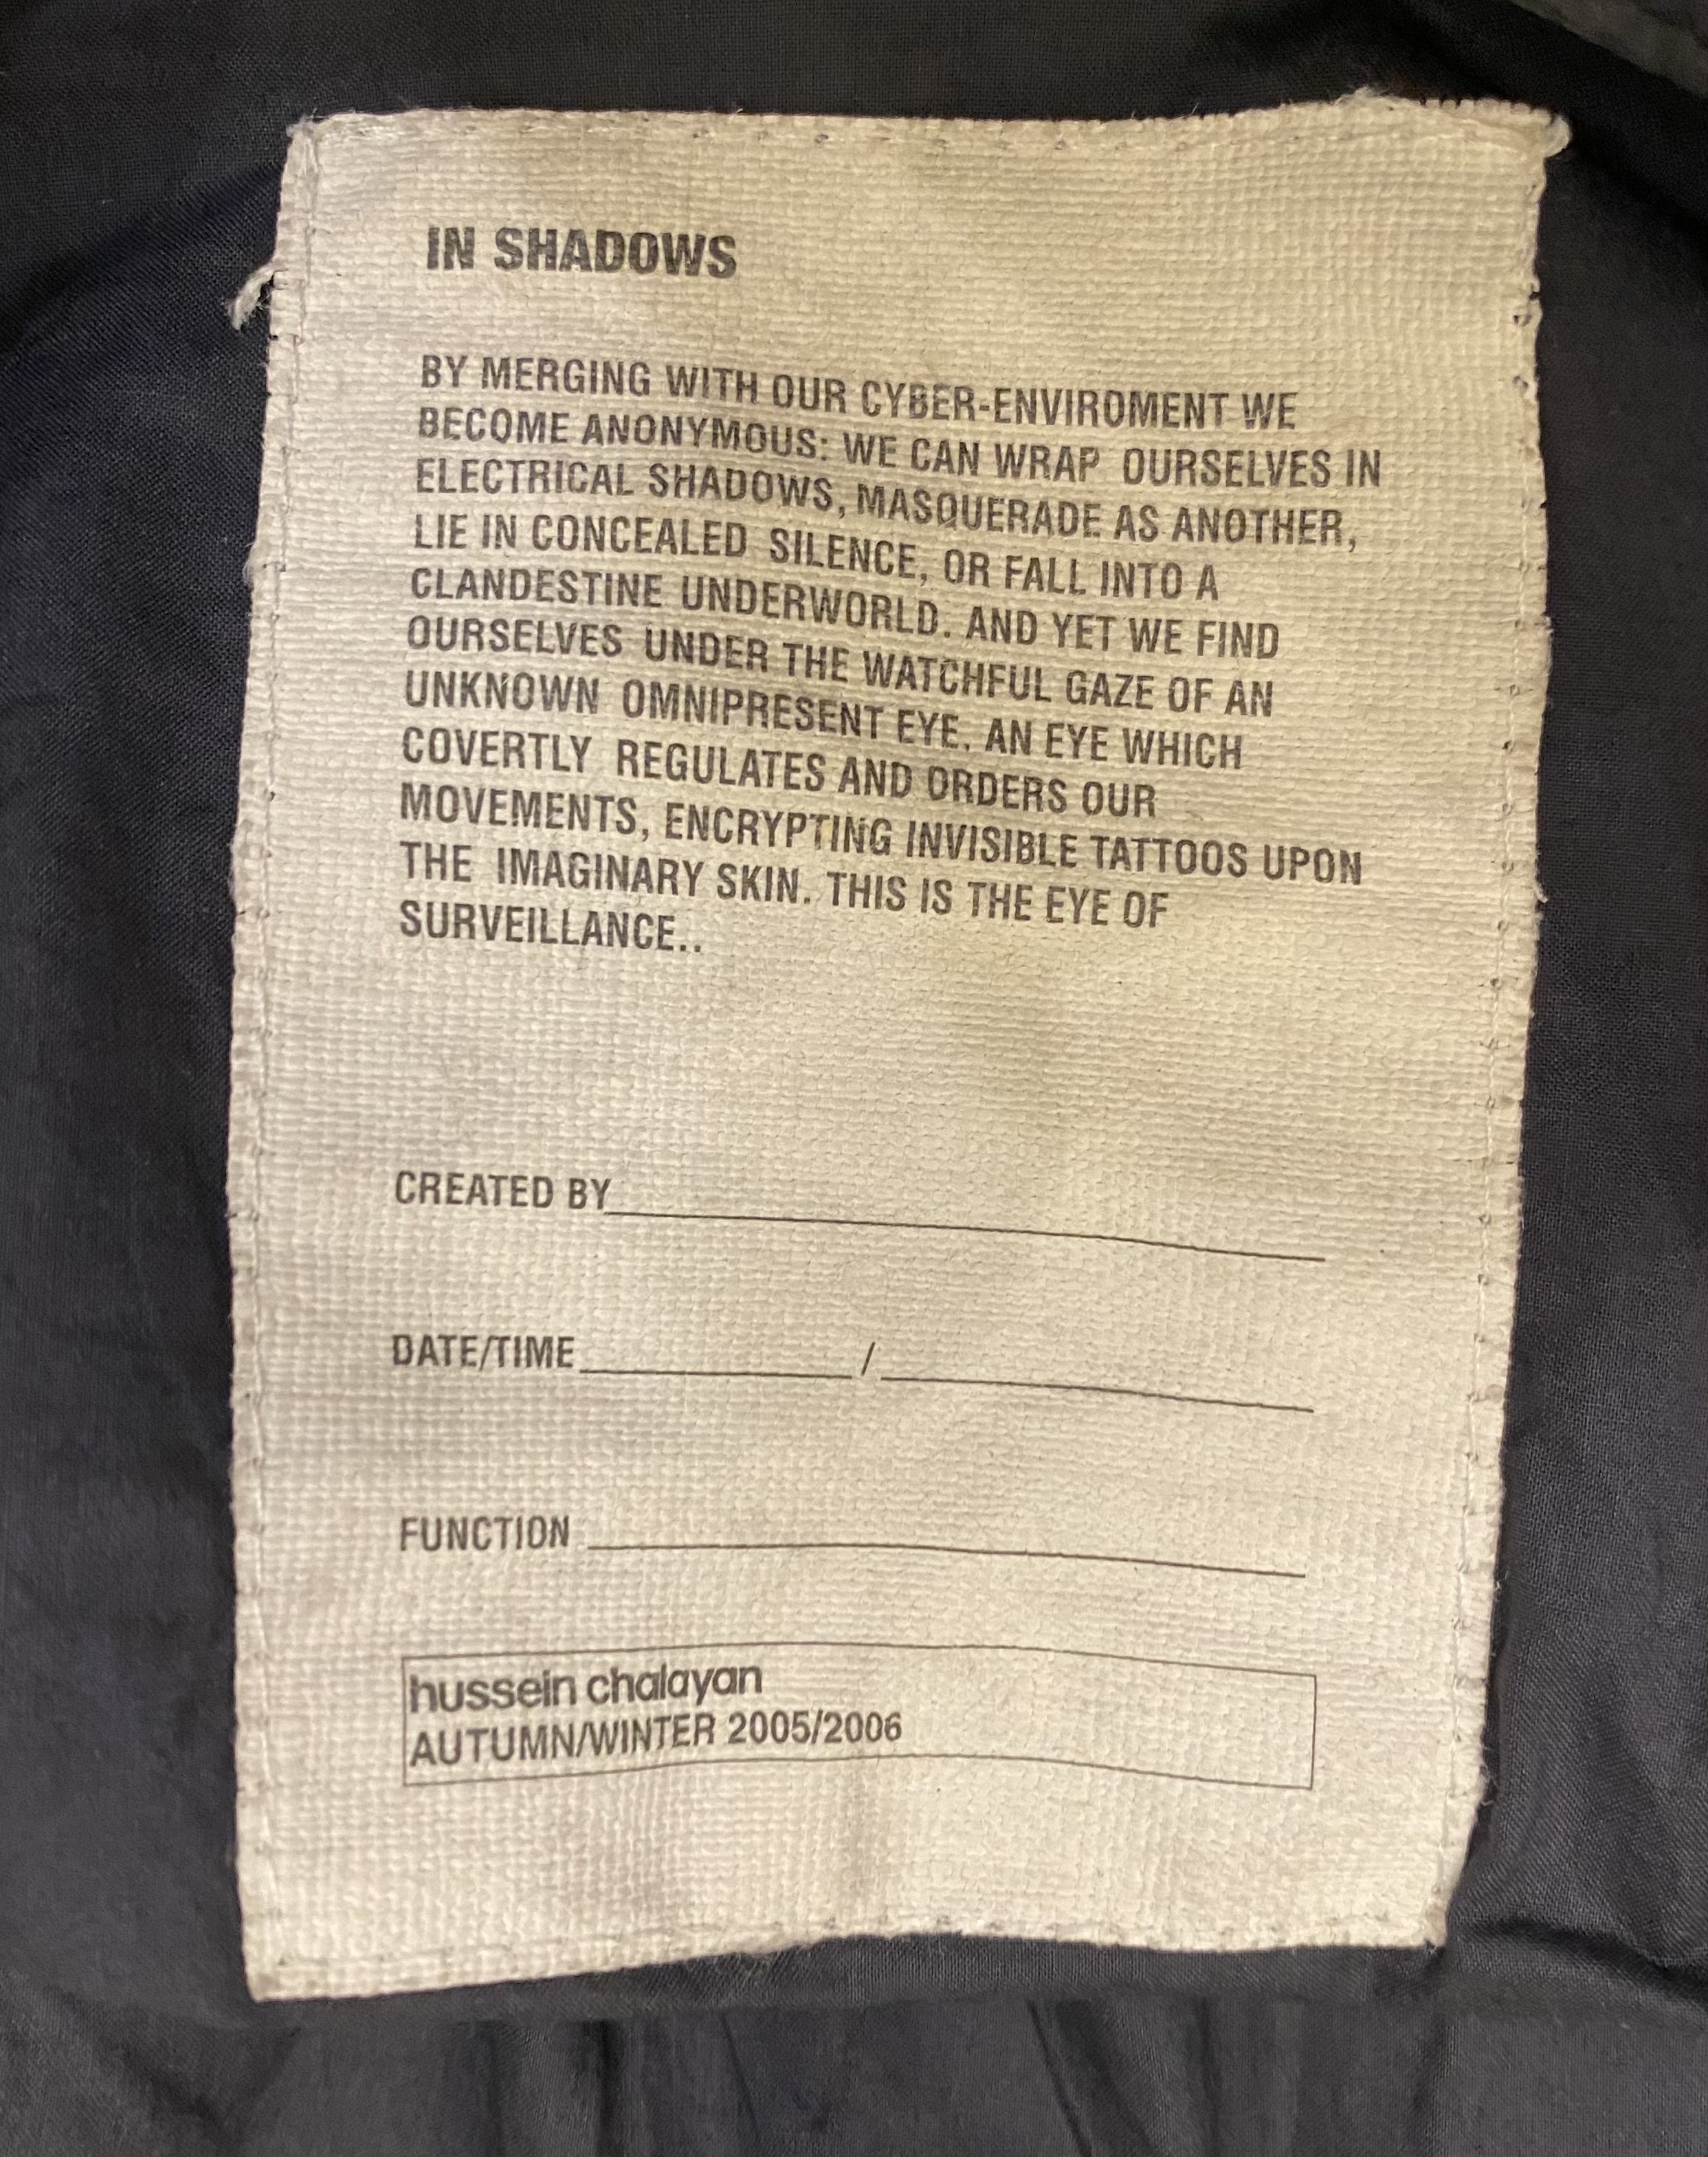 IN SHADOWS
BY MERGING WITH OUR CYBER-ENVIROMENT WE
BECOME ANONYMOUS: WE CAN WRAP OURSELVES IN
ELECTRICAL SHADOWS, MASQUERADE AS ANOTHER,
LIE IN CONCEALED SILENCE, OR FALL INTO A
CLANDESTINE UNDERWORLD. AND YET WE FIND
OURSELVES UNDER THE WATCHFUL GAZE OF AN
UNKNOWN OMNIPRESENT EYE. AN EYE WHICH
COVERTLY REGULATES AND ORDERS OUR
MOVEMENTS, ENCRYPTING INVISIBLE TATTOOS UPON
THE IMAGINARY SKIN. THIS IS THE EYE OF
SURVEILLANCE..
CREATED BY
DATE/TIME /
FUNCTION
hussein chalayan
AUTUMN/WINTER 2005/2006